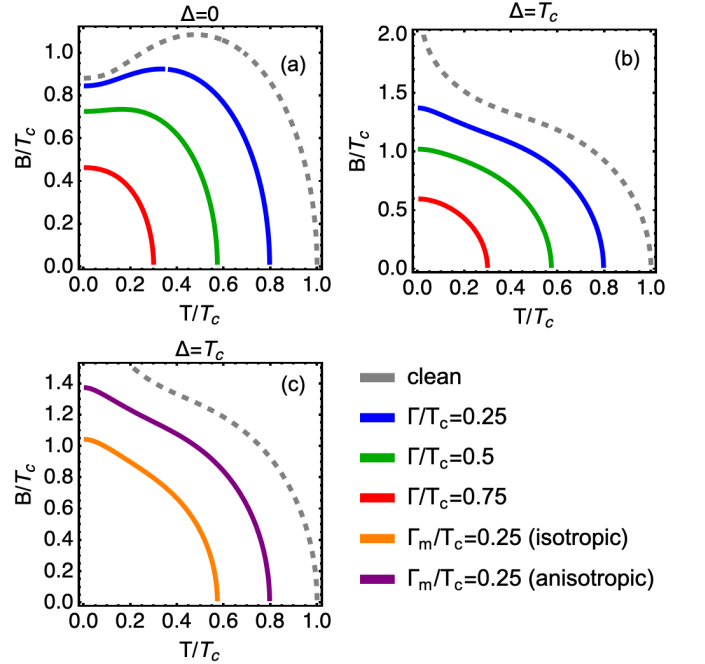 Δ=0
(a)
B/T_c
1.0
0.8
0.6
0.4
0.2
0.0
0.0 0.2 0.4 0.6 0.8 1.0
T/T_c
Δ=T_c
(b)
B/T_c
2.0
1.5
1.0
0.5
0.0
0.0 0.2 0.4 0.6 0.8 1.0
T/T_c
Δ=T_c
(c)
B/T_c
1.4
1.2
1.0
0.8
0.6
0.4
0.2
0.0
0.0 0.2 0.4 0.6 0.8 1.0
T/T_c
clean
Γ/T_c=0.25
Γ/T_c=0.5
Γ/T_c=0.75
Γ_m/T_c=0.25 (isotropic)
Γ_m/T_c=0.25 (anisotropic)